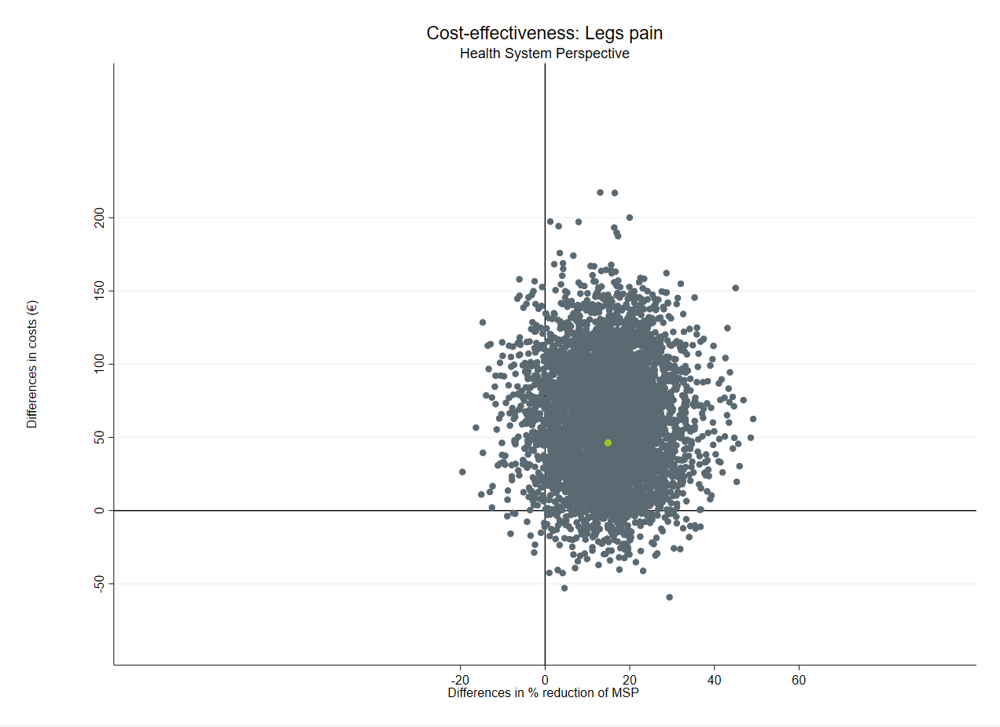 Cost-effectiveness: Legs pain
Health System Perspective
Differences in costs (€)
200
150
100
50
0
-50
-20 0 20 40 60
Differences in % reduction of MSP